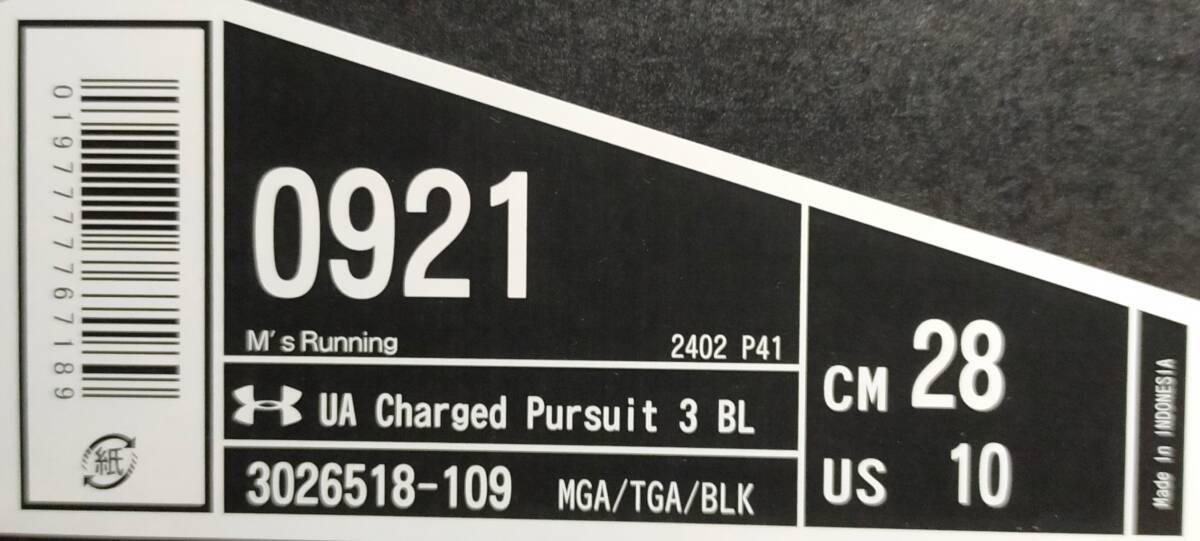 0197777767189
紙
0921
M's Running
2402 P41
UA Charged Pursuit 3 BL
3026518-109 MGA/TGA/BLK
CM 28
US 10
Made in INDONESIA